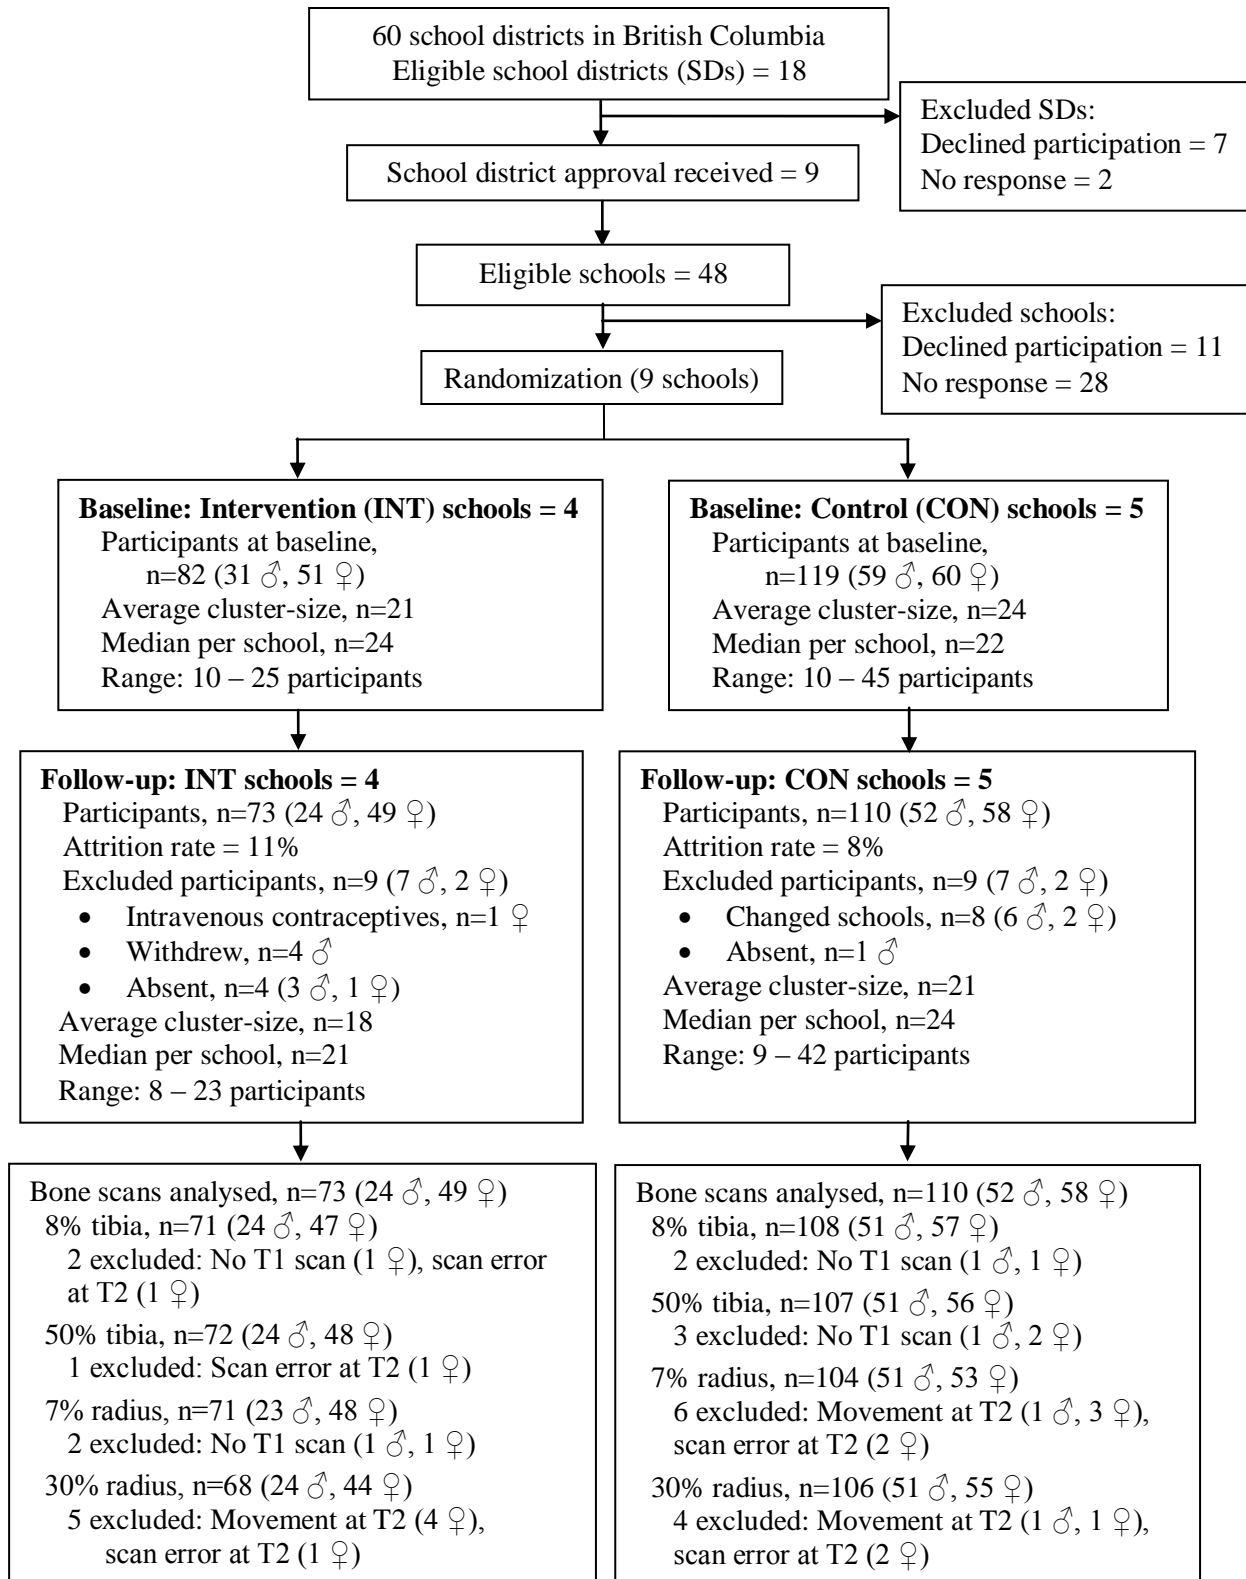 60 school districts in British Columbia
Eligible school districts (SDs) = 18
Excluded SDs:
Declined participation = 7
No response = 2
School district approval received = 9
Eligible schools = 48
Excluded schools:
Declined participation = 11
No response = 28
Randomization (9 schools)
Baseline: Intervention (INT) schools = 4
Participants at baseline,
n=82 (31 ♂, 51 ♀)
Average cluster-size, n=21
Median per school, n=24
Range: 10 – 25 participants
Baseline: Control (CON) schools = 5
Participants at baseline,
n=119 (59 ♂, 60 ♀)
Average cluster-size, n=24
Median per school, n=22
Range: 10 – 45 participants
Follow-up: INT schools = 4
Participants, n=73 (24 ♂, 49 ♀)
Attrition rate = 11%
Excluded participants, n=9 (7 ♂, 2 ♀)
• Intravenous contraceptives, n=1 ♀
• Withdrew, n=4 ♂
• Absent, n=4 (3 ♂, 1 ♀)
Average cluster-size, n=18
Median per school, n=21
Range: 8 – 23 participants
Follow-up: CON schools = 5
Participants, n=110 (52 ♂, 58 ♀)
Attrition rate = 8%
Excluded participants, n=9 (7 ♂, 2 ♀)
• Changed schools, n=8 (6 ♂, 2 ♀)
• Absent, n=1 ♂
Average cluster-size, n=21
Median per school, n=24
Range: 9 – 42 participants
Bone scans analysed, n=73 (24 ♂, 49 ♀)
8% tibia, n=71 (24 ♂, 47 ♀)
2 excluded: No T1 scan (1 ♀), scan error
at T2 (1 ♀)
50% tibia, n=72 (24 ♂, 48 ♀)
1 excluded: Scan error at T2 (1 ♀)
7% radius, n=71 (23 ♂, 48 ♀)
2 excluded: No T1 scan (1 ♂, 1 ♀)
30% radius, n=68 (24 ♂, 44 ♀)
5 excluded: Movement at T2 (4 ♀),
scan error at T2 (1 ♀)
Bone scans analysed, n=110 (52 ♂, 58 ♀)
8% tibia, n=108 (51 ♂, 57 ♀)
2 excluded: No T1 scan (1 ♂, 1 ♀)
50% tibia, n=107 (51 ♂, 56 ♀)
3 excluded: No T1 scan (1 ♂, 2 ♀)
7% radius, n=104 (51 ♂, 53 ♀)
6 excluded: Movement at T2 (1 ♂, 3 ♀),
scan error at T2 (2 ♀)
30% radius, n=106 (51 ♂, 55 ♀)
4 excluded: Movement at T2 (1 ♂, 1 ♀),
scan error at T2 (2 ♀)